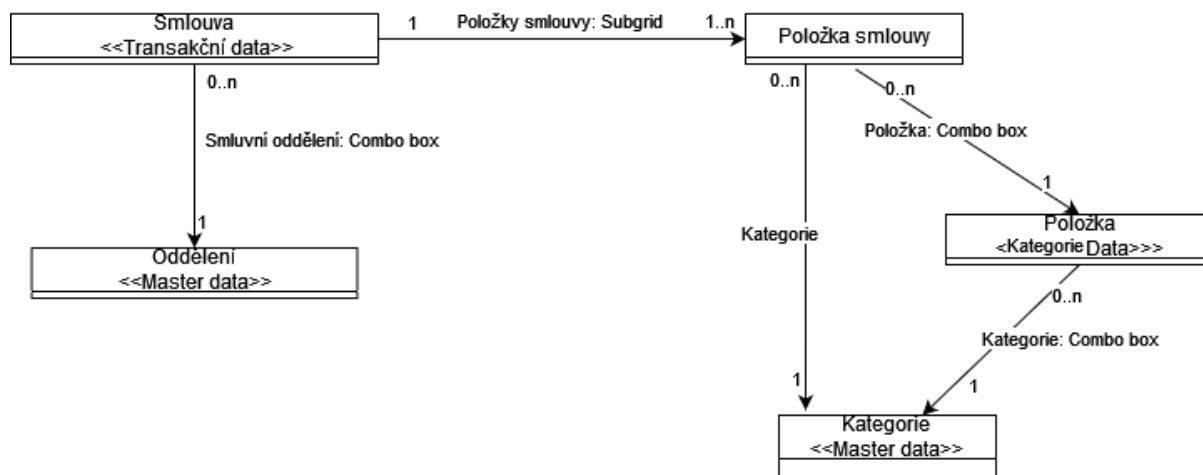 Smlouva
<<Transakční data>>
1
Položky smlouvy: Subgrid
1..n
Položka smlouvy
0..n
Smluvní oddělení: Combo box
1
Oddělení
<<Master data>>
0..n
Kategorie
1
0..n
Položka: Combo box
1
Položka
<Kategorie Data>>>
0..n
Kategorie: Combo box
1
Kategorie
<<Master data>>